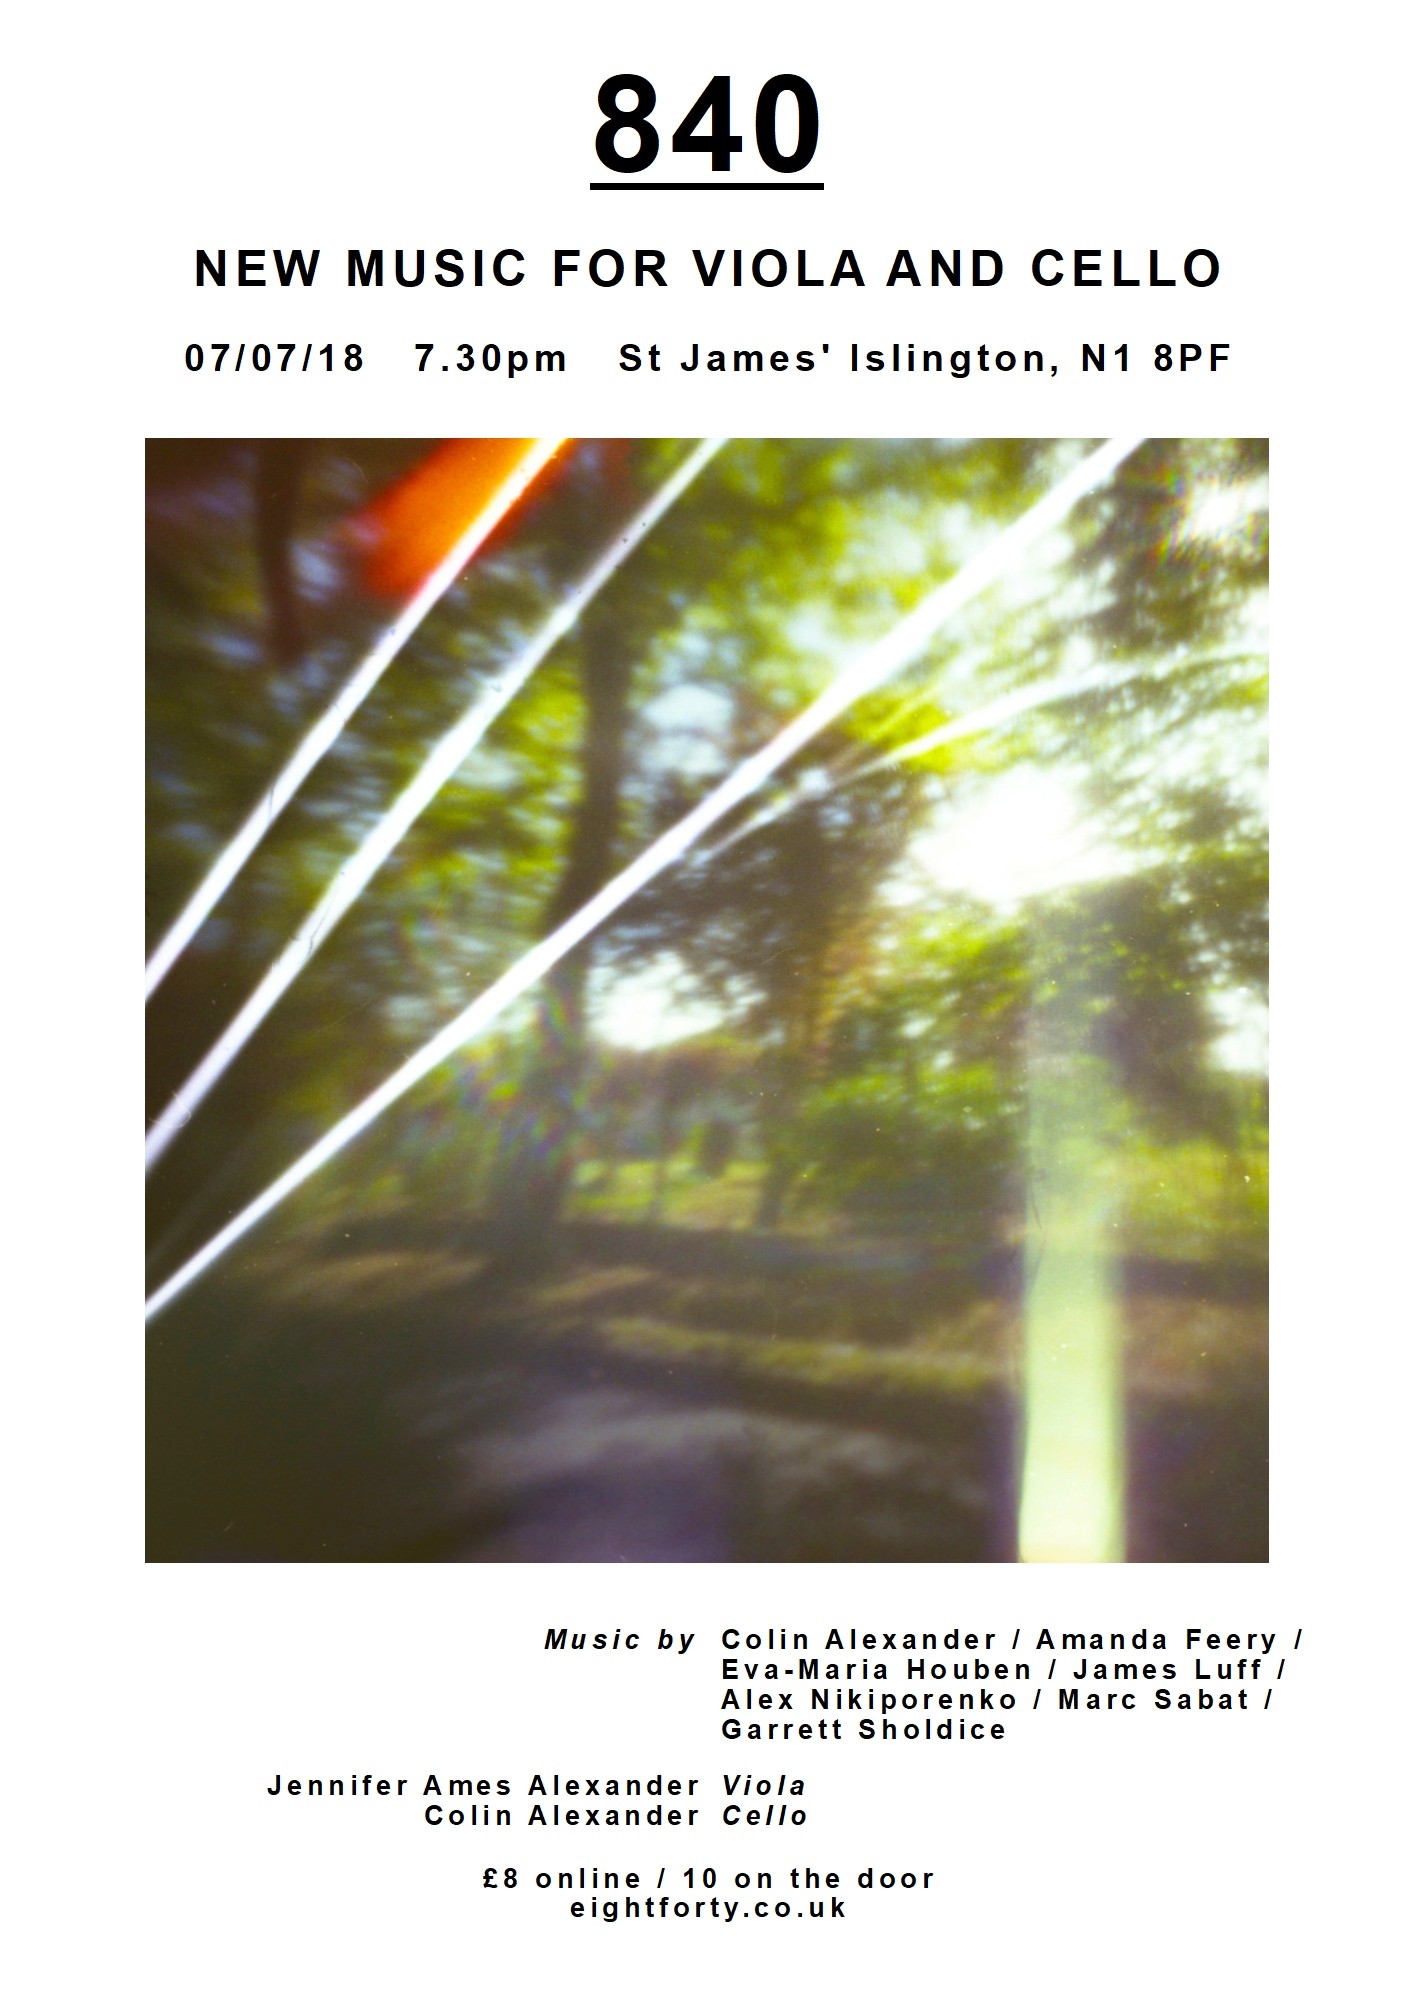 840
NEW MUSIC FOR VIOLA AND CELLO
07/07/18 7.30pm St James' Islington, N1 8PF
Music by Colin Alexander / Amanda Feery /
Eva-Maria Houben / James Luff /
Alex Nikiporenko / Marc Sabat /
Garrett Sholdice
Jennifer Ames Alexander Viola
Colin Alexander Cello
£8 online / 10 on the door
eightforty.co.uk